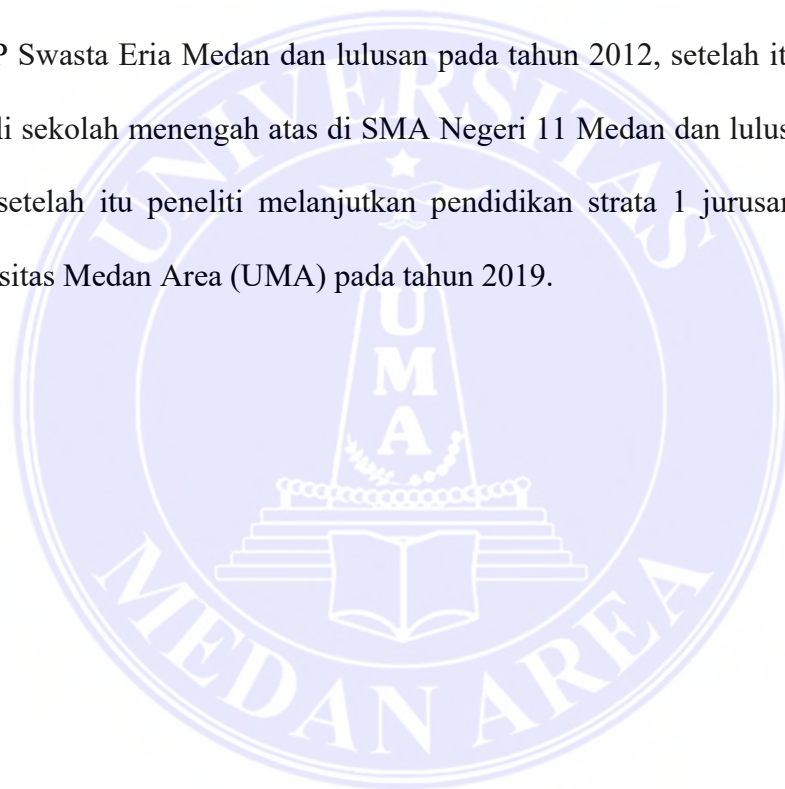 P Swasta Eria Medan dan lulusan pada tahun 2012, setelah it
li sekolah menengah atas di SMA Negeri 11 Medan dan lulus
setelah itu peneliti melanjutkan pendidikan strata 1 jurusan
sitas Medan Area (UMA) pada tahun 2019.
UNIVERSITAS
UMA
MEDAN AREA